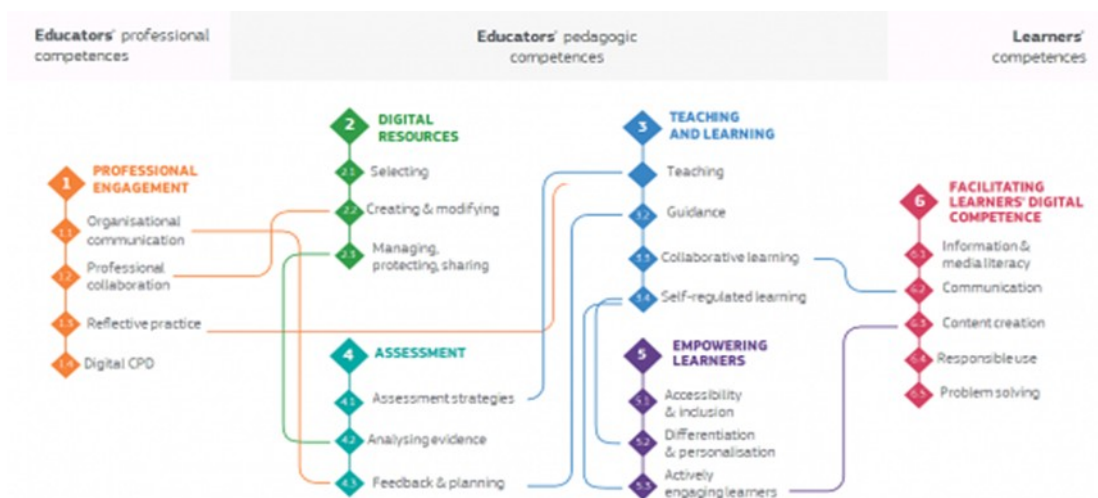 Educators' professional
competences
Educators' pedagogic
competences
Learners'
competences
1
PROFESSIONAL
ENGAGEMENT
1.1
Organisational
communication
1.2
Professional
collaboration
1.3
Reflective practice
1.4
Digital CPD
2
DIGITAL
RESOURCES
2.1
Selecting
2.2
Creating & modifying
2.3
Managing,
protecting, sharing
3
TEACHING
AND LEARNING
Teaching
3.2
Guidance
3.3
Collaborative learning
3.4
Self-regulated learning
4
ASSESSMENT
4.1
Assessment strategies
4.2
Analysing evidence
4.3
Feedback & planning
5
EMPOWERING
LEARNERS
5.1
Accessibility
& inclusion
5.2
Differentiation
& personalisation
5.3
Actively
engaging learners
6
FACILITATING
LEARNERS' DIGITAL
COMPETENCE
6.1
Information &
media literacy
6.2
Communication
6.3
Content creation
6.4
Responsible use
6.5
Problem solving